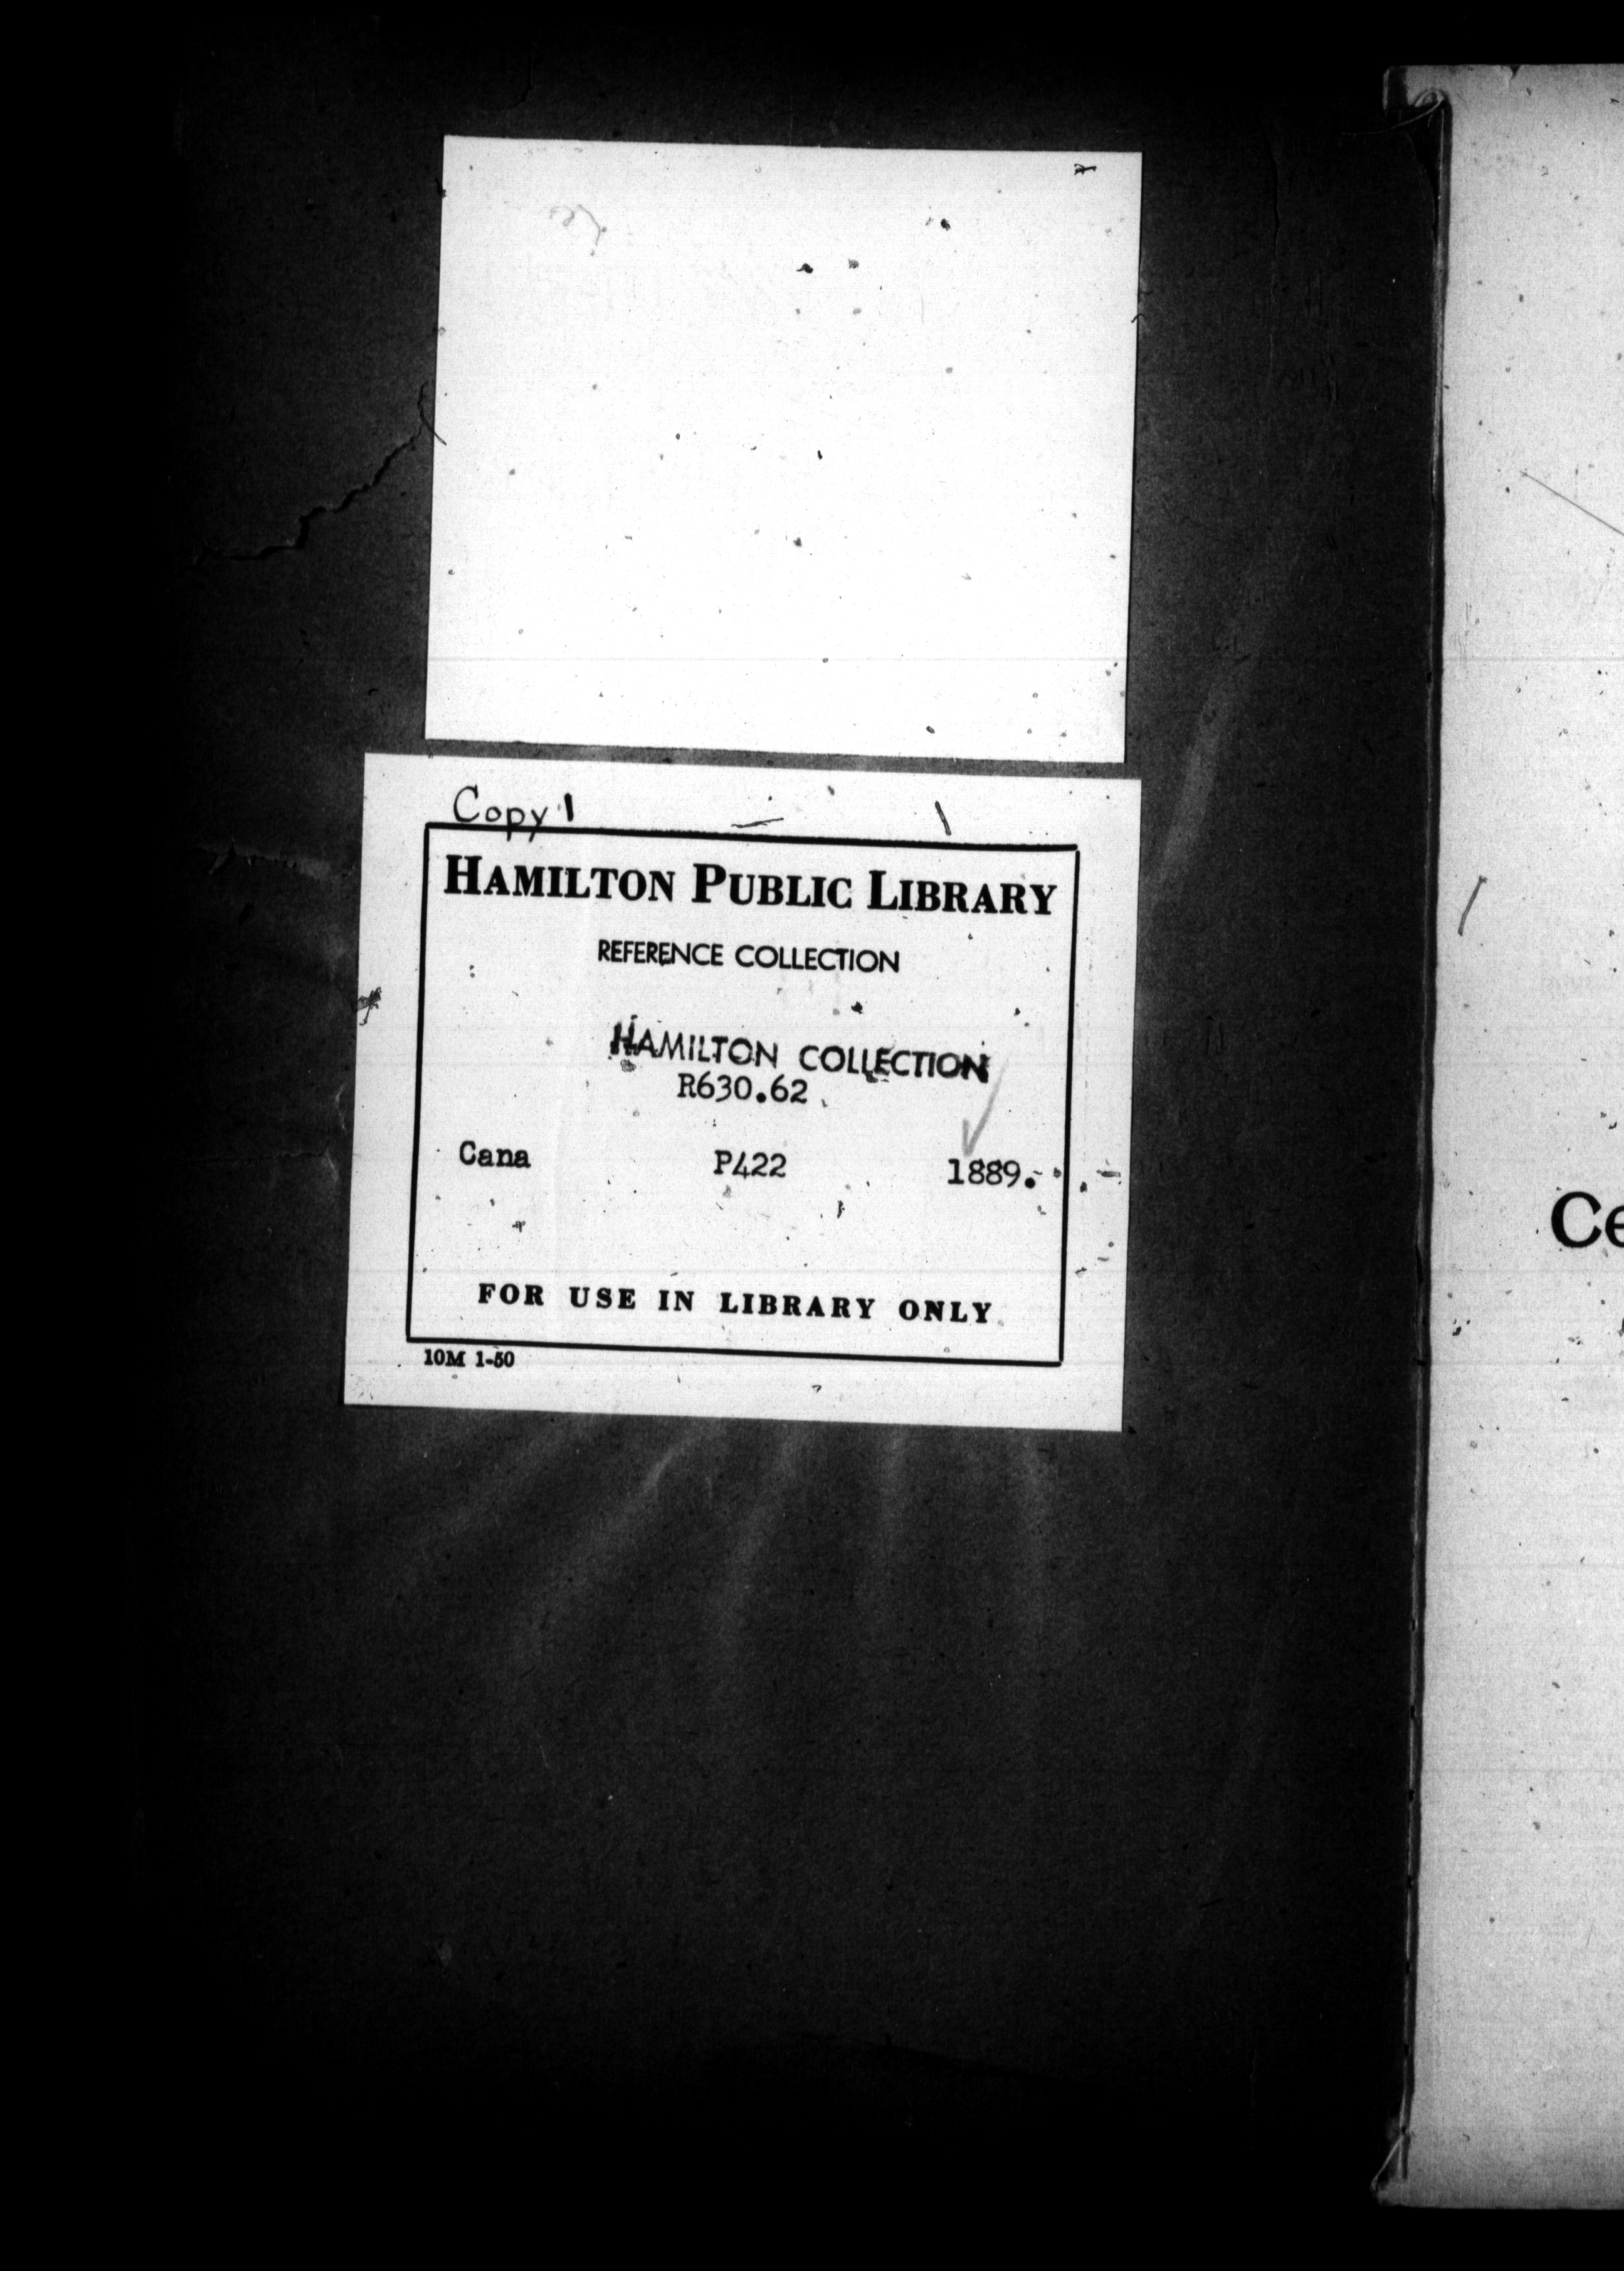 Copy 1
HAMILTON PUBLIC LIBRARY
REFERENCE COLLECTION
HAMILTON COLLECTION
R630.62
Cana P422 1889.
FOR USE IN LIBRARY ONLY
10M 1-50
Ce